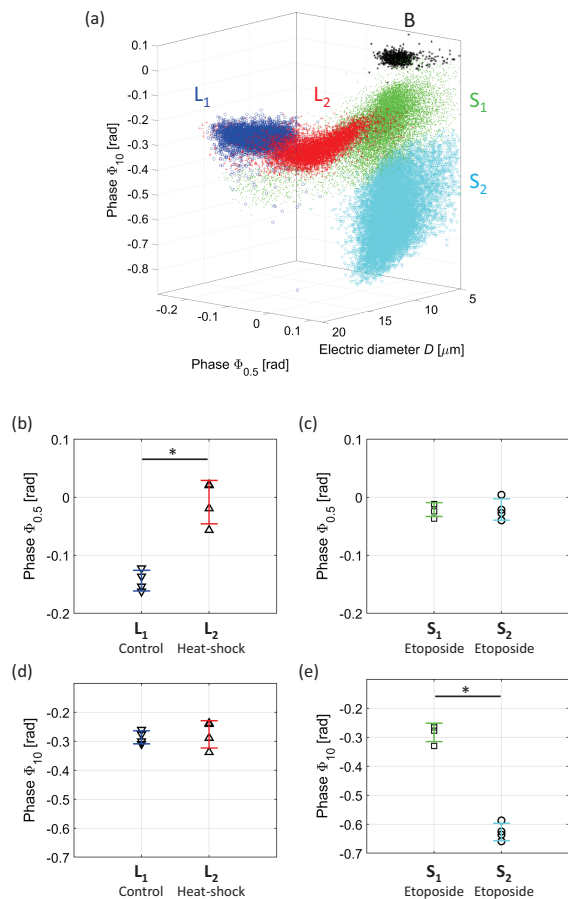 (a)
B
0.1
0
-0.1
-0.2
-0.3
-0.4
-0.5
-0.6
-0.7
-0.8
Phase Φ10 [rad]
L1
L2
S1
S2
-0.2
-0.1
0
0.1
20
15
10
5
Phase Φ0.5 [rad]
Electric diameter D [μm]
(b)
0.1
0
-0.1
-0.2
Phase Φ0.5 [rad]
*
L1 L2
Control Heat-shock
(c)
0.1
0
-0.1
-0.2
Phase Φ0.5 [rad]
S1 S2
Etoposide Etoposide
(d)
-0.2
-0.3
-0.4
-0.5
-0.6
-0.7
Phase Φ10 [rad]
L1 L2
Control Heat-shock
(e)
-0.2
-0.3
-0.4
-0.5
-0.6
-0.7
Phase Φ10 [rad]
*
S1 S2
Etoposide Etoposide